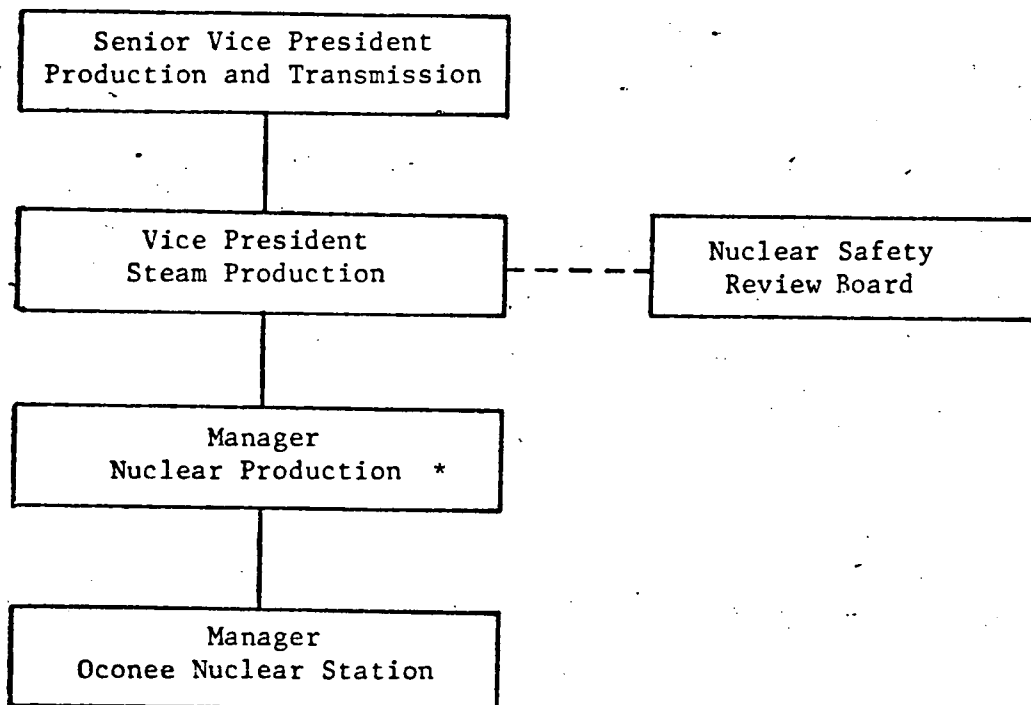 Senior Vice President
Production and Transmission
Vice President
Steam Production
Nuclear Safety
Review Board
Manager
Nuclear Production *
Manager
Oconee Nuclear Station